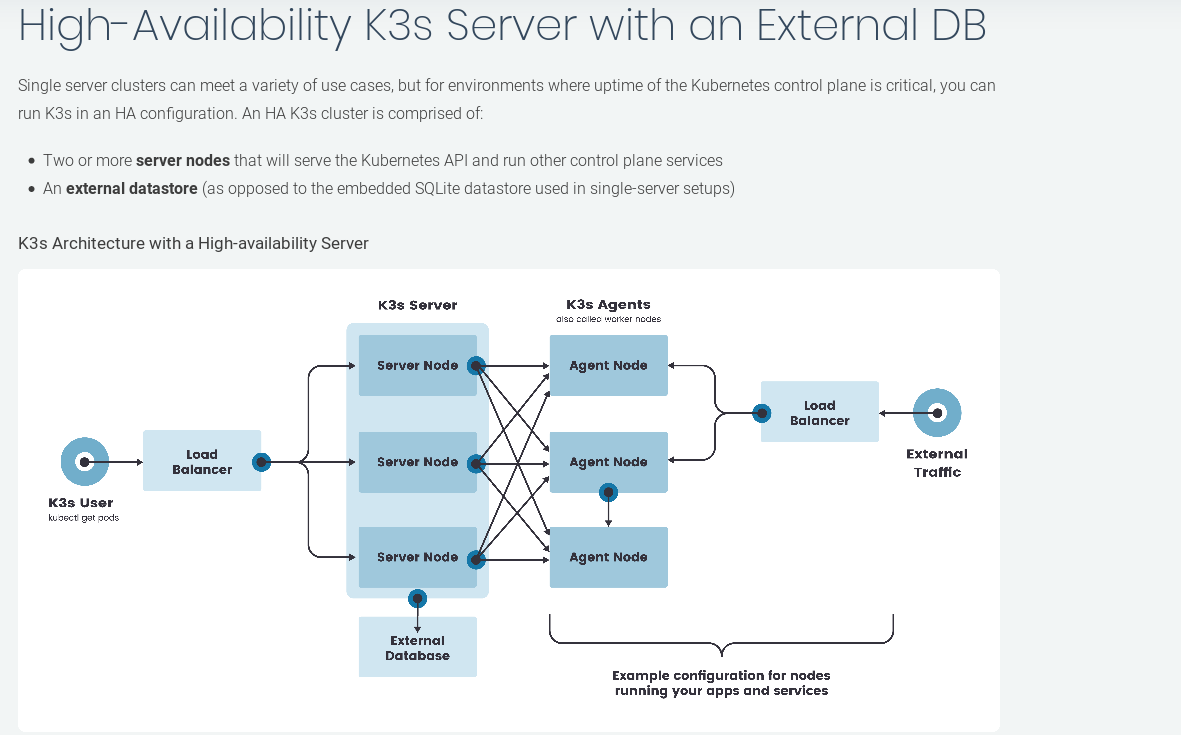 High-Availability K3s Server with an External DB
Single server clusters can meet a variety of use cases, but for environments where uptime of the Kubernetes control plane is critical, you can
run K3s in an HA configuration. An HA K3s cluster is comprised of:
Two or more server nodes that will serve the Kubernetes API and run other control plane services
An external datastore (as opposed to the embedded SQLite datastore used in single-server setups)
K3s Architecture with a High-availability Server
K3s Server
K3s Agents
also called worker nodes
Server Node
Agent Node
Load
Balancer
External
Traffic
Load
Balancer
K3s User
kubectl get pods
Server Node
Agent Node
Server Node
Agent Node
External
Database
Example configuration for nodes
running your apps and services